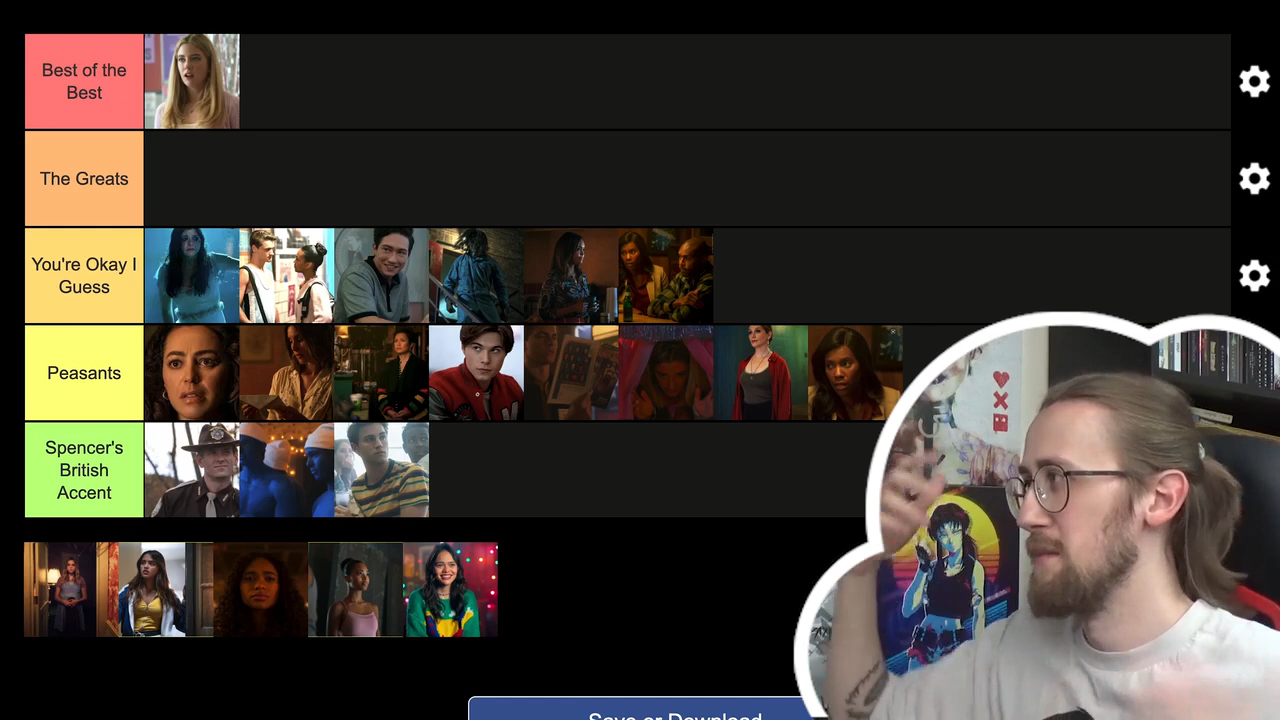 Best of the
Best
The Greats
You're Okay I
Guess
Peasants
Spencer's
British
Accent
Save or Download